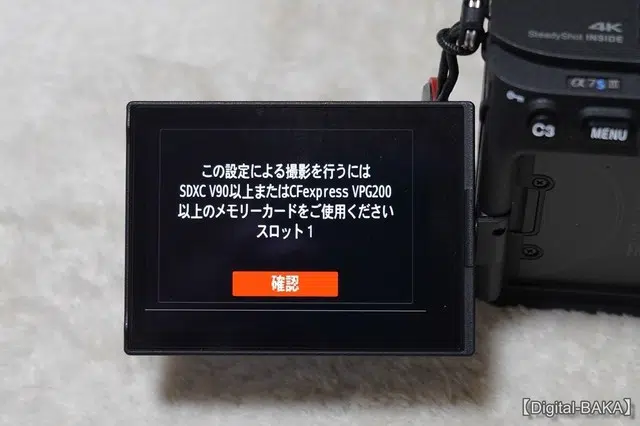 4K
SteadyShot INSIDE
α7SIII
C3
MENU
この設定による撮影を行うには
SDXC V90以上またはCFexpress VPG200
以上のメモリーカードをご使用ください
スロット1
確認
【Digital-BAKA】